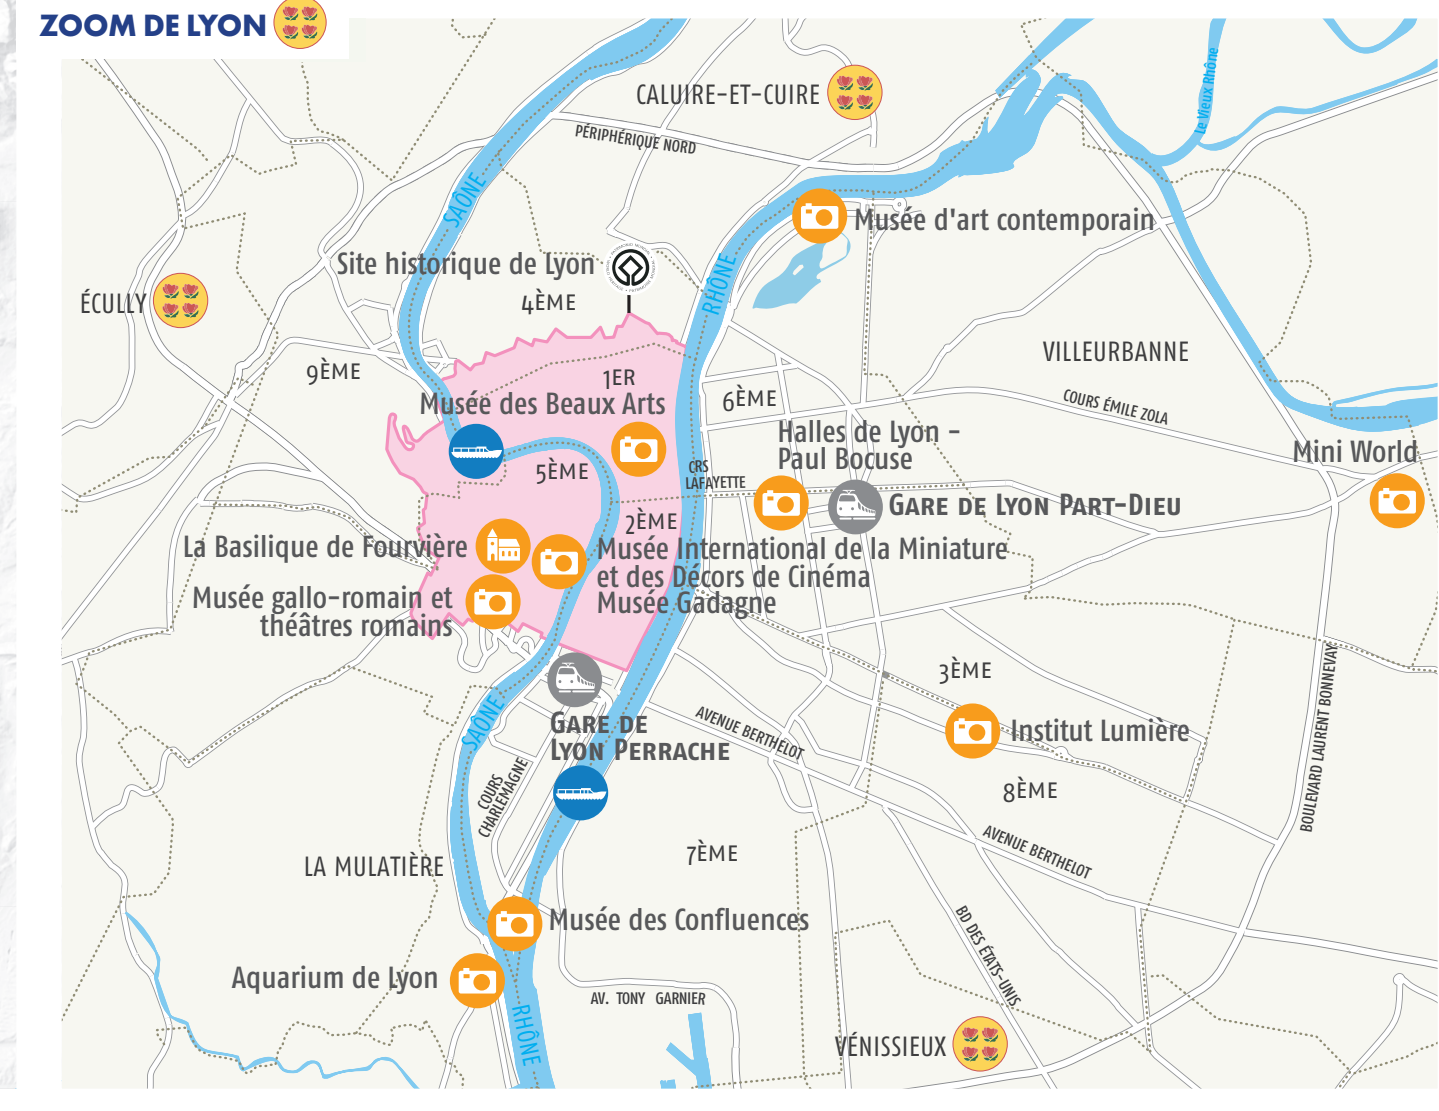 ZOOM DE LYON
CALUIRE-ET-CUIRE
PÉRIPHÉRIQUE NORD
Le Vieux Rhône
SAÔNE
Musée d'art contemporain
Site historique de Lyon
RHÔNE
4ÈME
ÉCULLY
VILLEURBANNE
9ÈME
1ER
Musée des Beaux Arts
6ÈME
COURS ÉMILE ZOLA
Halles de Lyon -
Paul Bocuse
Mini World
5ÈME
CRS
LAFAYETTE
GARE DE LYON PART-DIEU
2ÈME
La Basilique de Fourvière
Musée International de la Miniature
et des Décors de Cinéma
Musée Gadagne
Musée gallo-romain et
théâtres romains
3ÈME
BOULEVARD LAURENT BONNEVAY
SAÔNE
GARE DE
LYON PERRACHE
AVENUE BERTHELOT
Institut Lumière
COURS
CHARLEMAGNE
8ÈME
AVENUE BERTHELOT
7ÈME
LA MULATIÈRE
Musée des Confluences
BD DES ÉTATS-UNIS
Aquarium de Lyon
AV. TONY GARNIER
RHÔNE
VÉNISSIEUX